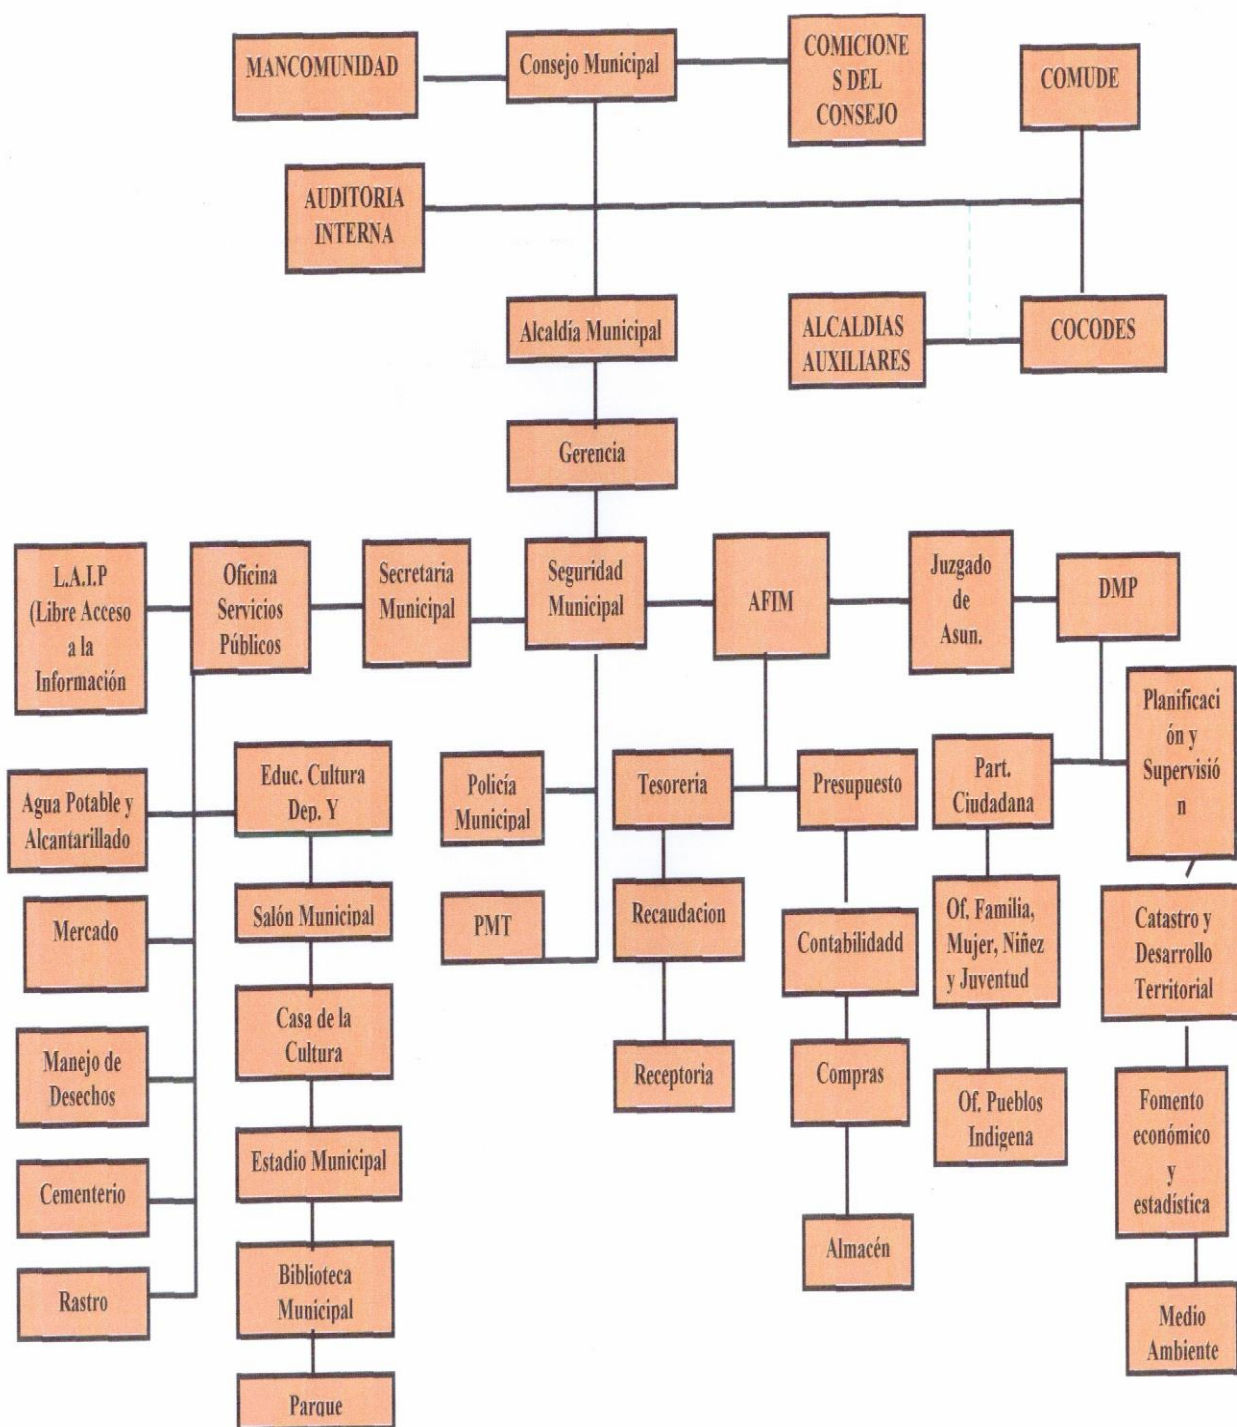 MANCOMUNIDAD
Consejo Municipal
COMICIONE
S DEL
CONSEJO
COMUDE
AUDITORIA
INTERNA
Alcaldía Municipal
ALCALDIAS
AUXILIARES
COCODES
Gerencia
L.A.I.P
(Libre Acceso
a la
Información
Oficina
Servicios
Públicos
Secretaria
Municipal
Seguridad
Municipal
AFIM
Juzgado
de
Asun.
DMP
Planificaci
ón y
Supervisió
n
Agua Potable y
Alcantarillado
Educ. Cultura
Dep. Y
Policía
Municipal
Tesoreria
Presupuesto
Part.
Ciudadana
Mercado
Salón Municipal
PMT
Recaudacion
Contabilidadd
Of. Familia,
Mujer, Niñez
y Juventud
Catastro y
Desarrollo
Territorial
Manejo de
Desechos
Casa de la
Cultura
Receptoria
Compras
Of. Pueblos
Indigena
Fomento
económico
y
estadística
Cementerio
Estadio Municipal
Almacén
Rastro
Biblioteca
Municipal
Medio
Ambiente
Parque